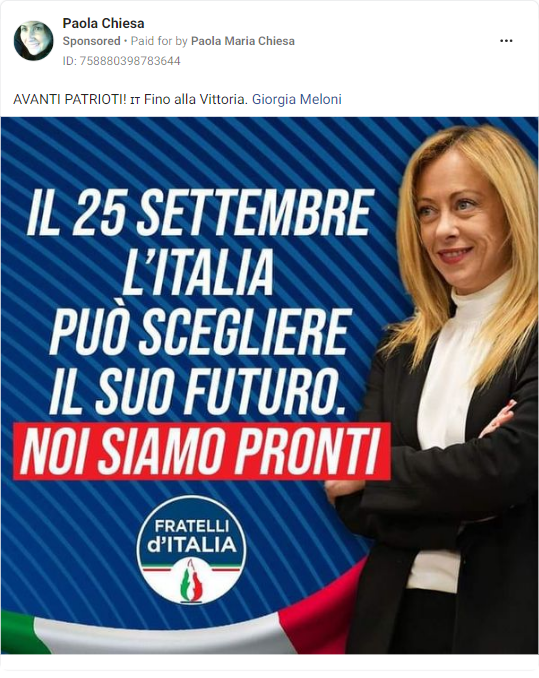 Paola Chiesa
Sponsored • Paid for by Paola Maria Chiesa
ID: 758880398783644
AVANTI PATRIOTI! IT Fino alla Vittoria. Giorgia Meloni
IL 25 SETTEMBRE
L'ITALIA
PUÒ SCEGLIERE
IL SUO FUTURO.
NOI SIAMO PRONTI
FRATELLI
d'ITALIA